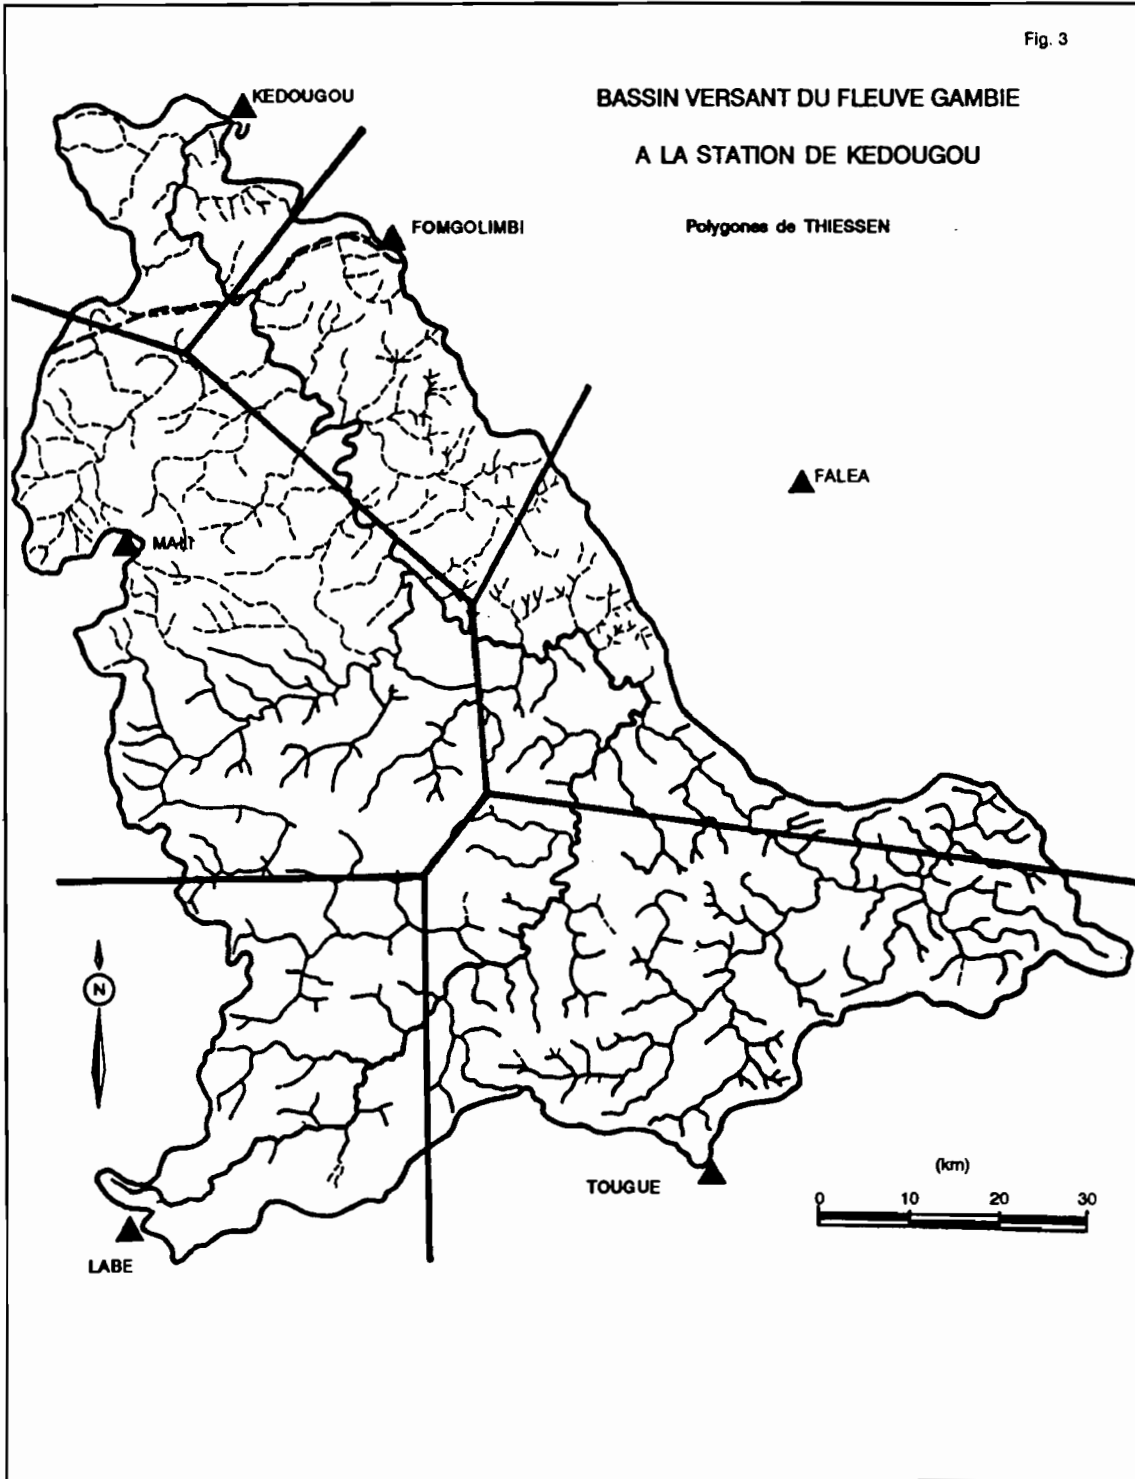 Fig. 3
BASSIN VERSANT DU FLEUVE GAMBIE
A LA STATION DE KEDOUGOU
Polygones de THIESSEN
KEDOUGOU
FOMGOLIMBI
FALEA
MALI
N
TOUGUE
(km)
0 10 20 30
LABE